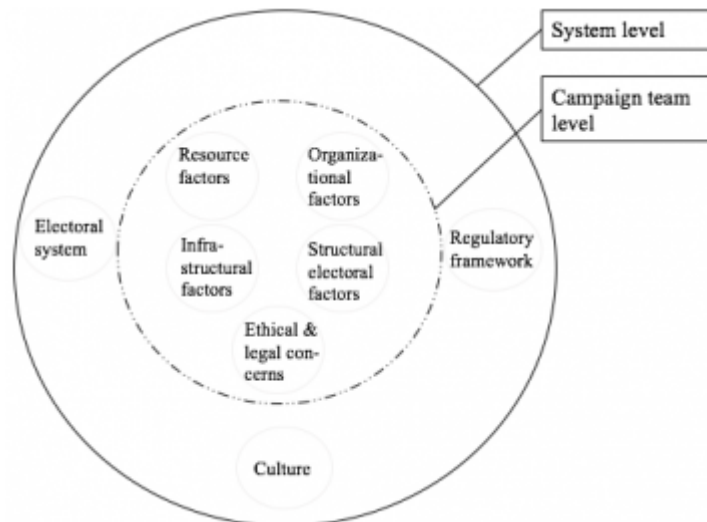 System level
Campaign team
level
Resource
factors
Organiza-
tional
factors
Electoral
system
Infra-
structural
factors
Structural
electoral
factors
Regulatory
framework
Ethical &
legal con-
cerns
Culture